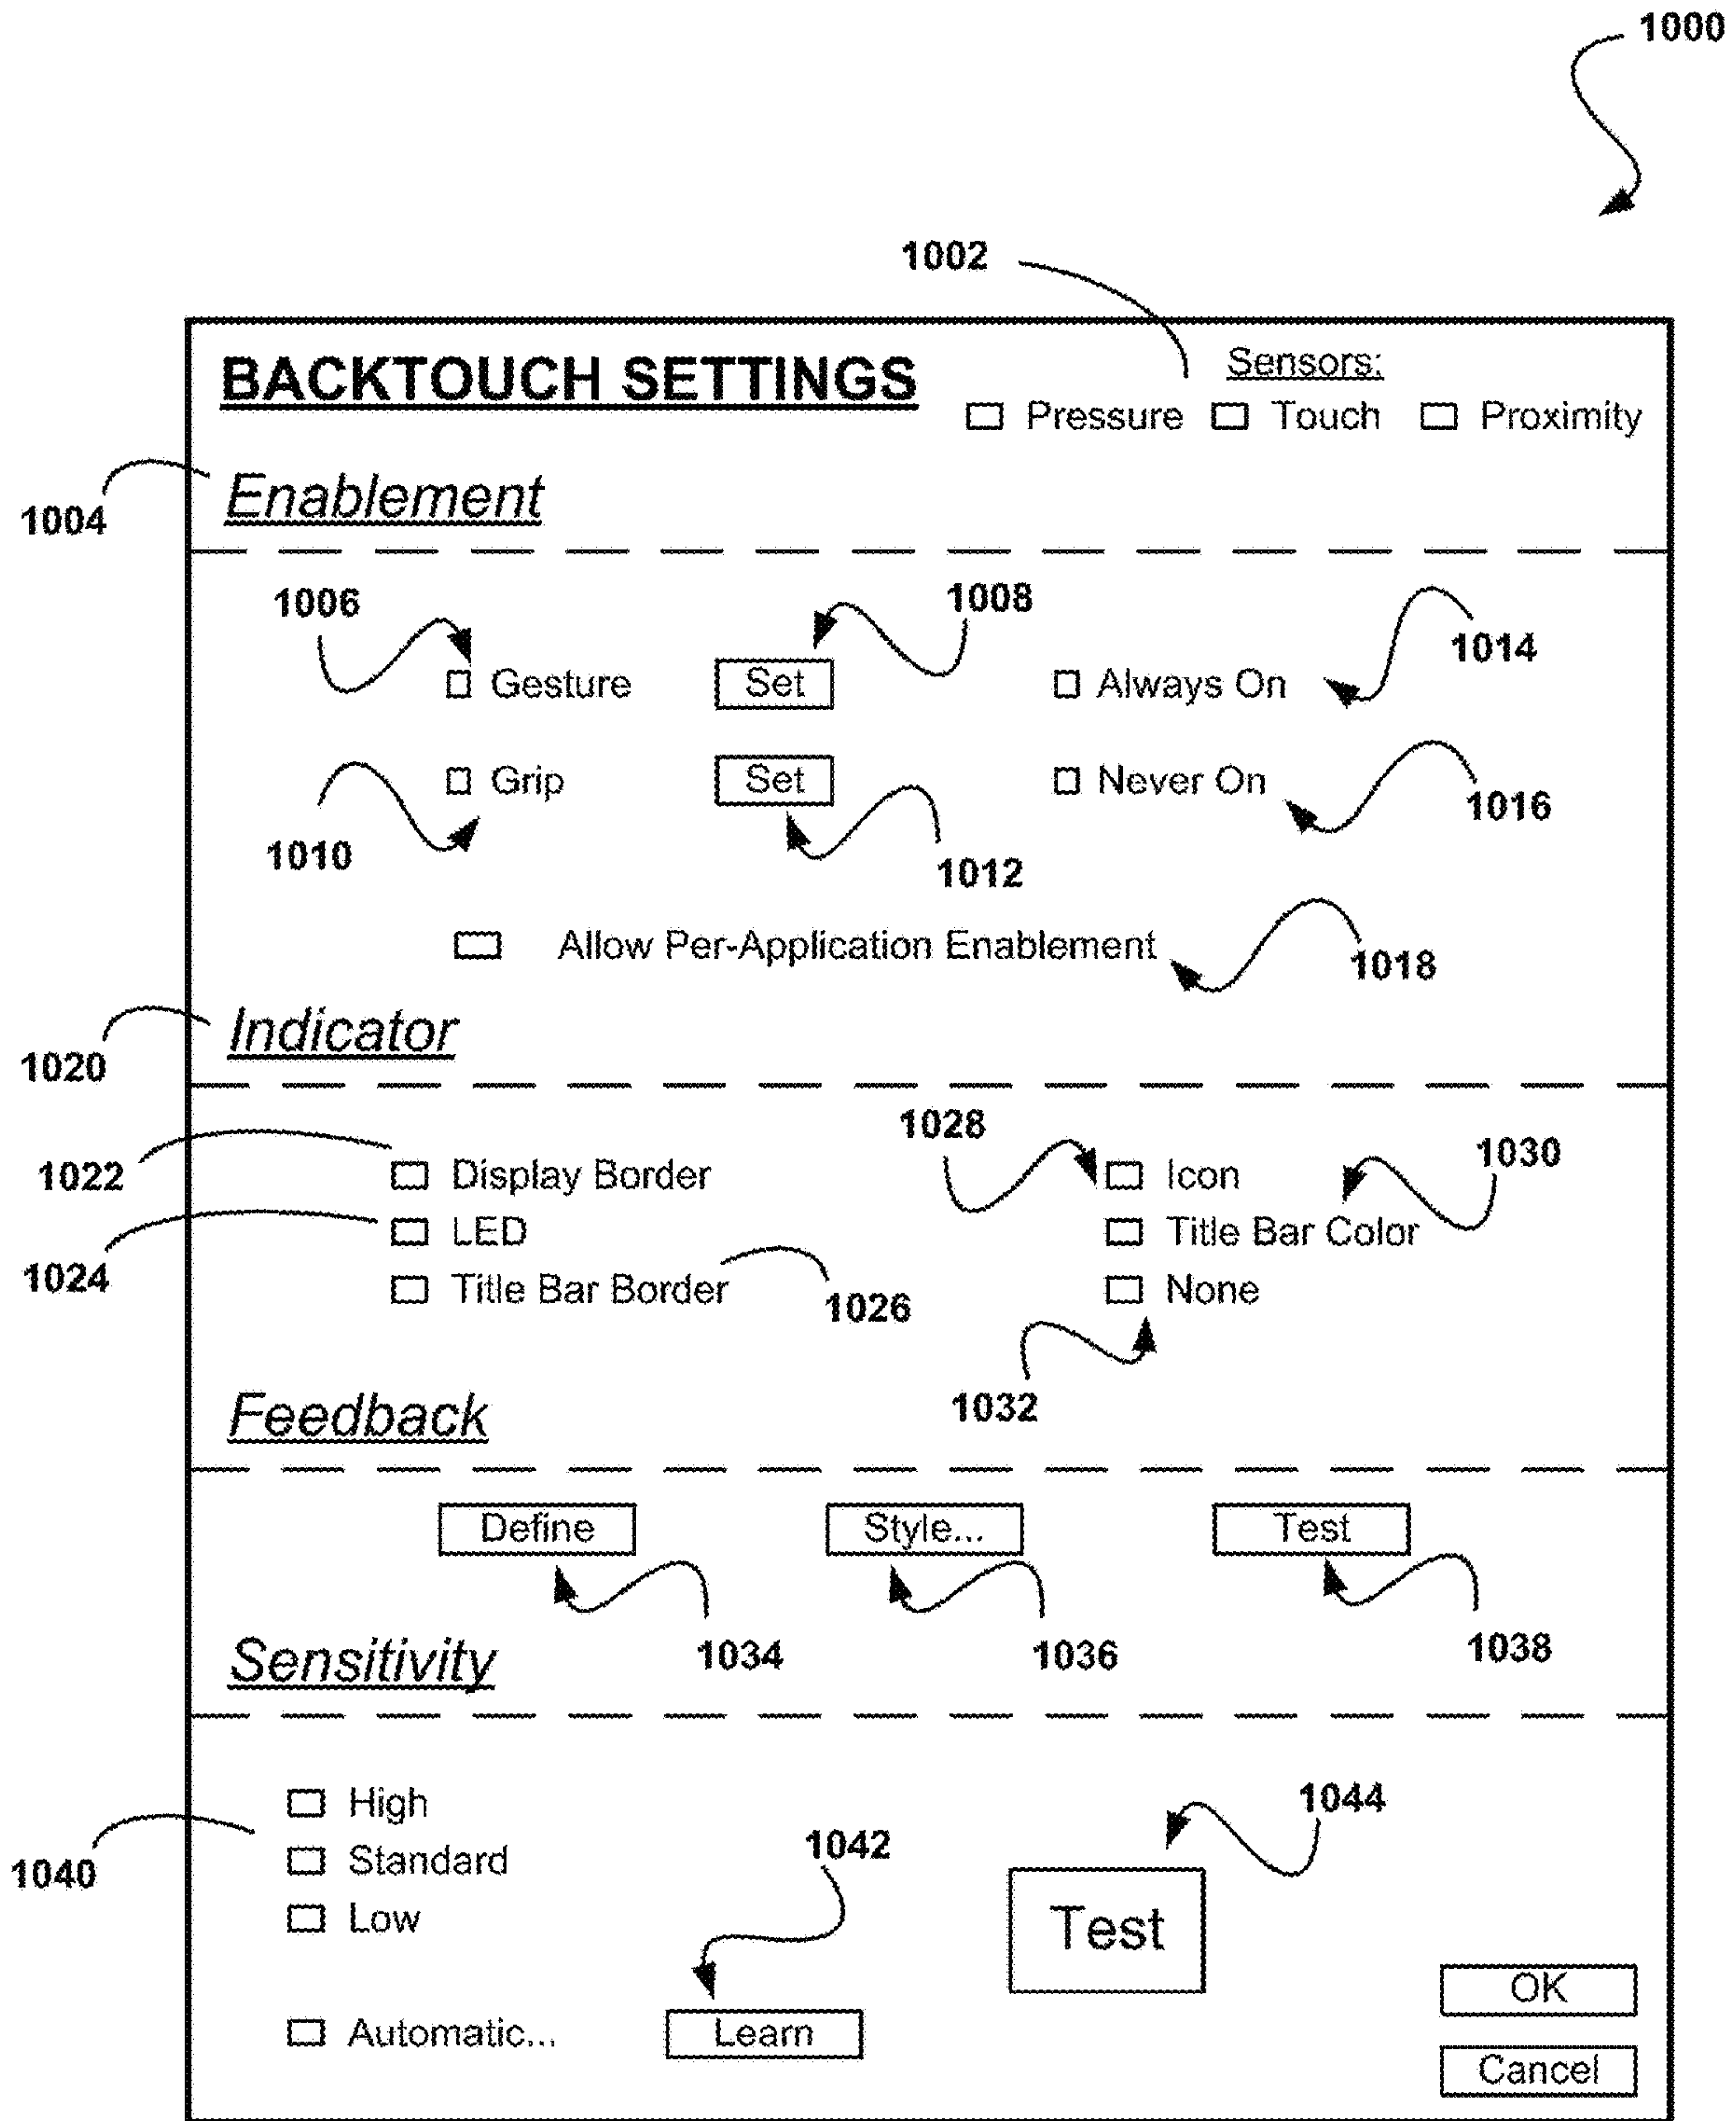 1000
1002
Sensors:
BACKTOUCH SETTINGS
Pressure Touch Proximity
1004
Enablement
1006 1008 1014
Gesture Set Always On
Grip Set Never On
1010 1012 1016
Allow Per-Application Enablement
1018
1020
Indicator
1028 1030
1022
Display Border Icon
1024
LED Title Bar Color
Title Bar Border None
1026
1032
Feedback
Define Style... Test
1034 1036 1038
Sensitivity
1040
High
Standard
Low
1042
1044
Test
Automatic... Learn
OK
Cancel